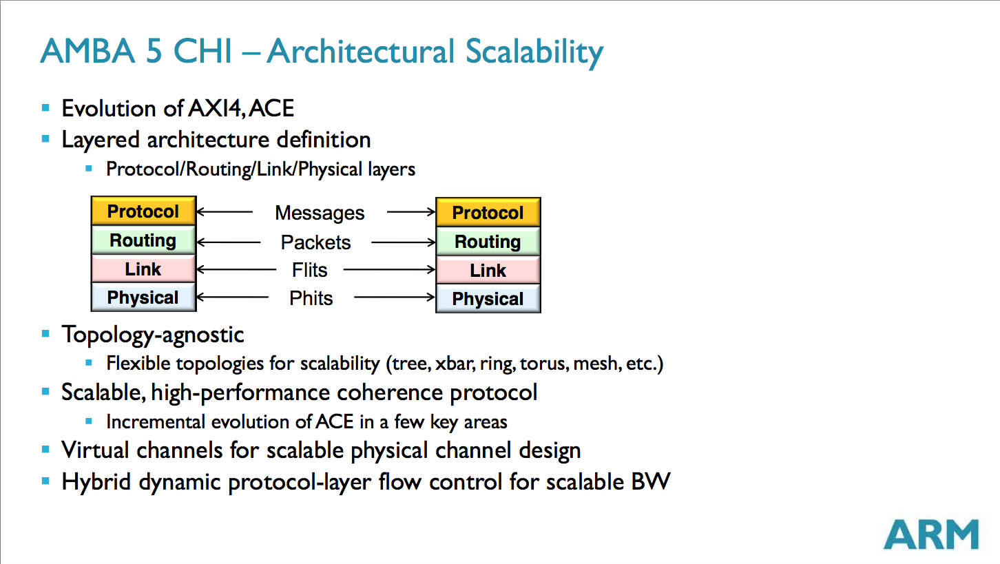 AMBA 5 CHI – Architectural Scalability
Evolution of AXI4, ACE
Layered architecture definition
Protocol/Routing/Link/Physical layers
Protocol Messages Protocol
Routing Packets Routing
Link Flits Link
Physical Phits Physical
Topology-agnostic
Flexible topologies for scalability (tree, xbar, ring, torus, mesh, etc.)
Scalable, high-performance coherence protocol
Incremental evolution of ACE in a few key areas
Virtual channels for scalable physical channel design
Hybrid dynamic protocol-layer flow control for scalable BW
ARM